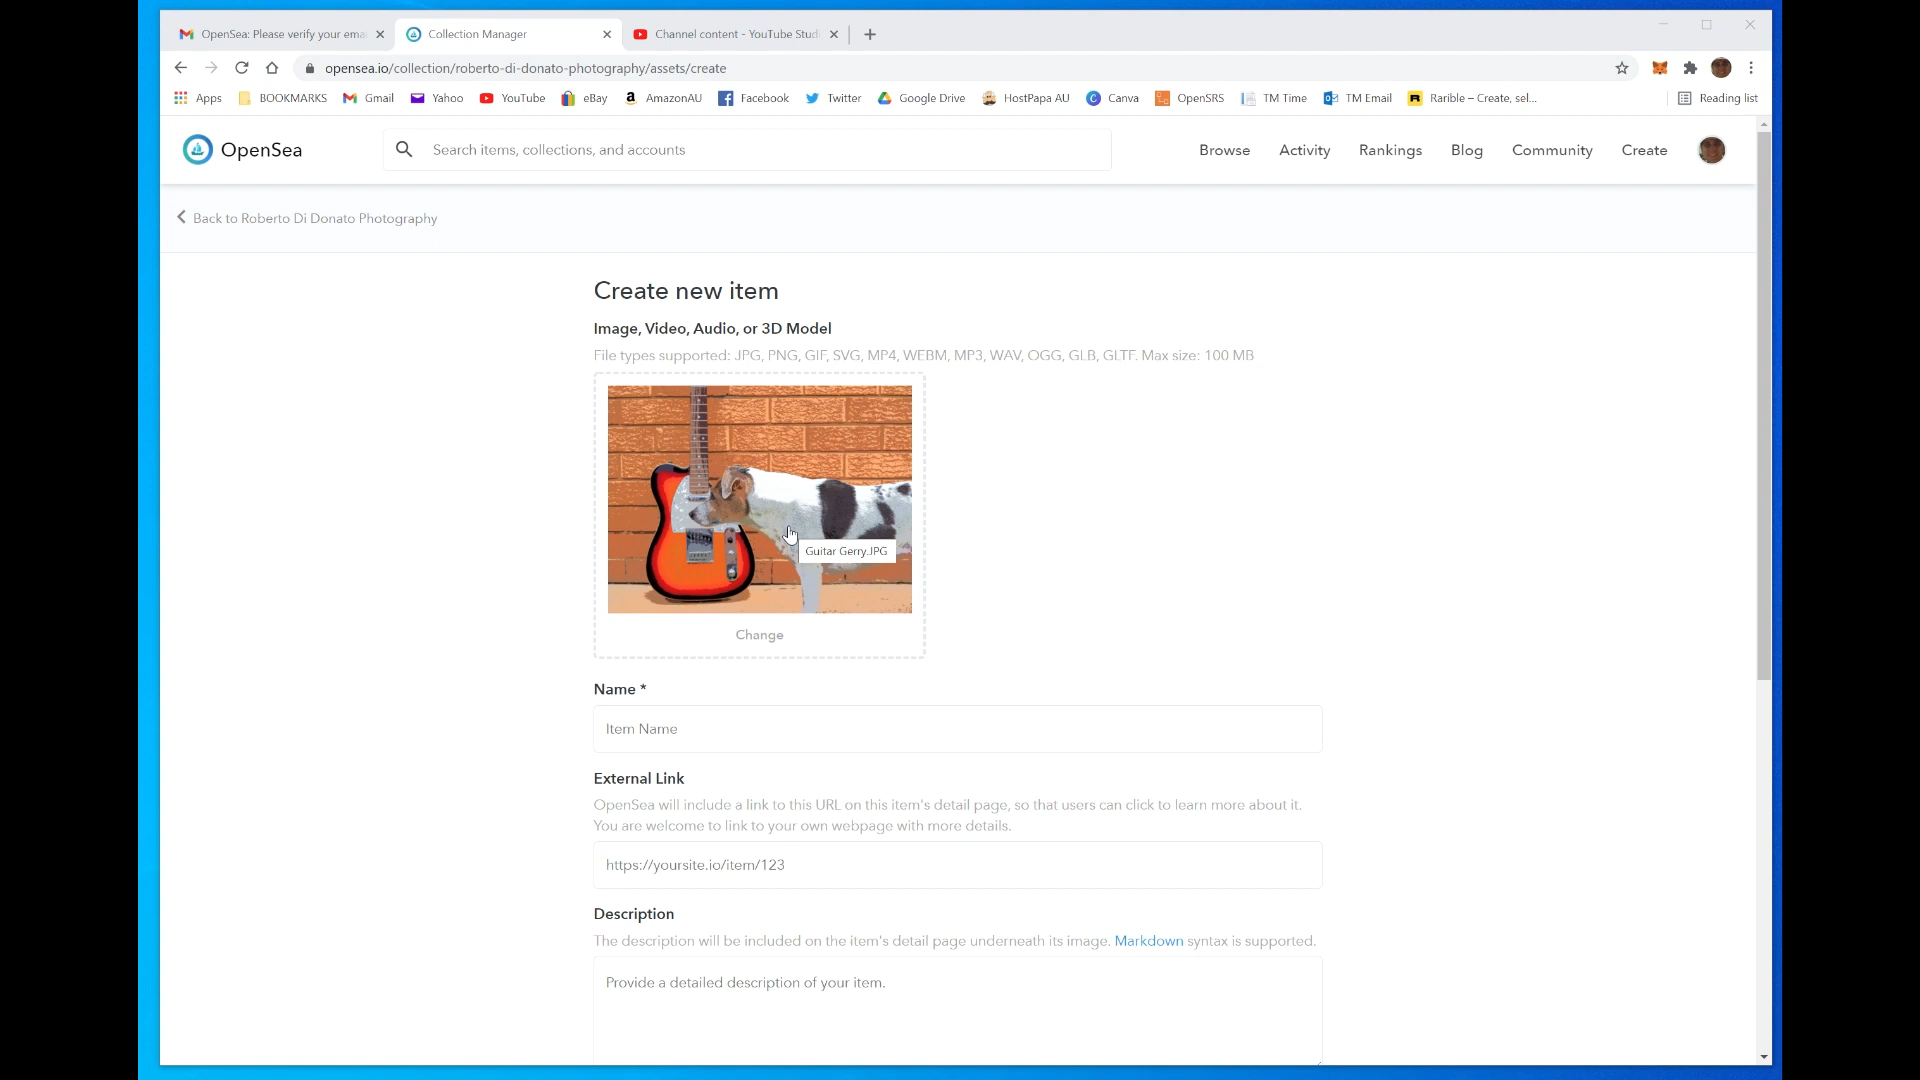 OpenSea: Please verify your ema
Collection Manager
Channel content - YouTube Studi
opensea.io/collection/roberto-di-donato-photography/assets/create
Apps
BOOKMARKS
Gmail
Yahoo
YouTube
eBay
AmazonAU
Facebook
Twitter
Google Drive
HostPapa AU
Canva
OpenSRS
TM Time
TM Email
Rarible – Create, sel...
Reading list
OpenSea
Search items, collections, and accounts
Browse
Activity
Rankings
Blog
Community
Create
Back to Roberto Di Donato Photography
Create new item
Image, Video, Audio, or 3D Model
File types supported: JPG, PNG, GIF, SVG, MP4, WEBM, MP3, WAV, OGG, GLB, GLTF. Max size: 100 MB
Guitar Gerry.JPG
Change
Name *
Item Name
External Link
OpenSea will include a link to this URL on this item's detail page, so that users can click to learn more about it.
You are welcome to link to your own webpage with more details.
https://yoursite.io/item/123
Description
The description will be included on the item's detail page underneath its image. Markdown syntax is supported.
Provide a detailed description of your item.